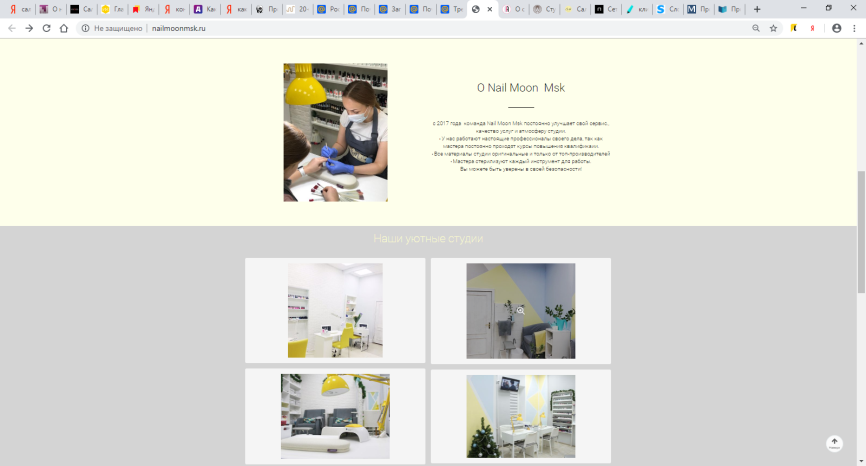 Не защищено
nailmoonmsk.ru
О Nail Moon Msk
с 2017 года команда Nail Moon Msk постоянно улучшает свой сервис,
качество услуг и атмосферу студии.
- У нас работают настоящие профессионалы своего дела, так как
мастера постоянно проходят курсы повышения квалификации.
- Все материалы студии оригинальные и только от топ-производителей
- Мастера стерилизуют каждый инструмент для работы.
Вы можете быть уверены в своей безопасности!
Наши уютные студии